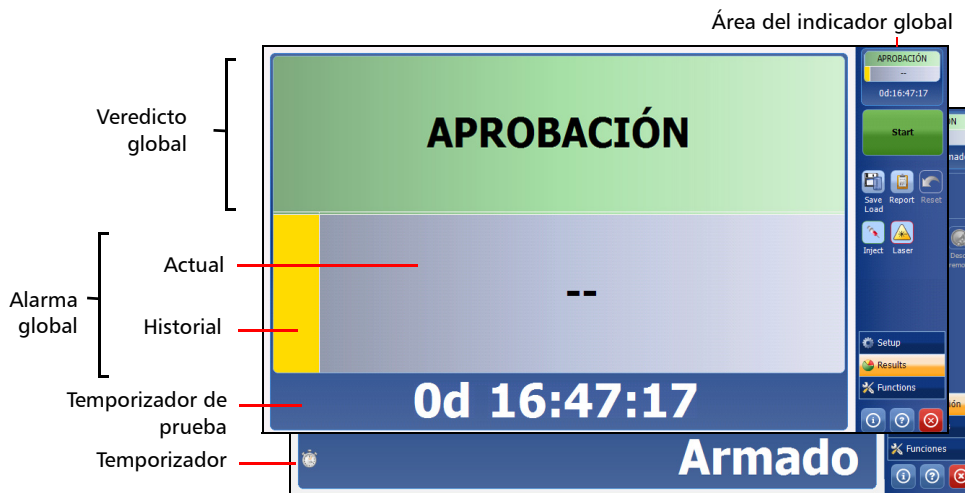 Área del indicador global
Veredicto
global
Actual
Alarma
global
Historial
Temporizador de
prueba
Temporizador
APROBACIÓN
--
0d 16:47:17
Armado
APROBACIÓN
--
0d:16:47:17
Start
Save
Load
Report
Reset
Inject
Laser
Setup
Results
Functions
Funciones